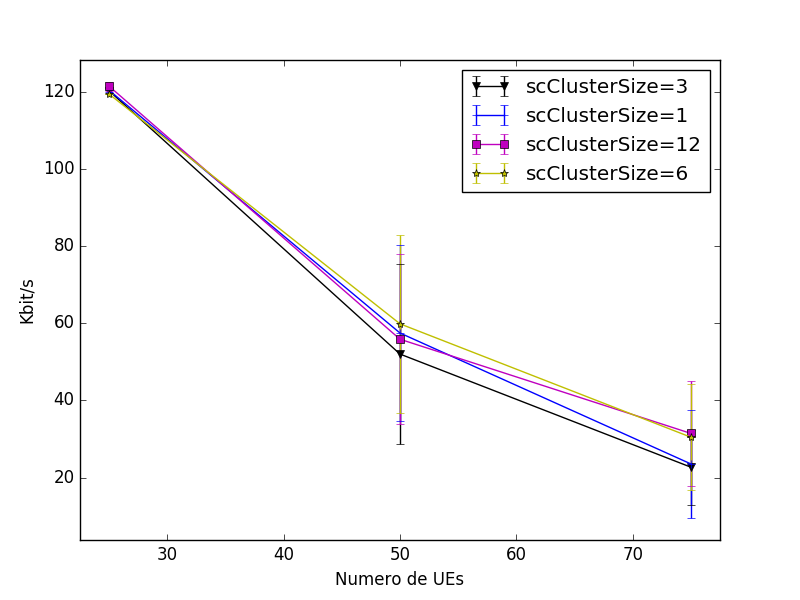 scClusterSize=3
scClusterSize=1
scClusterSize=12
scClusterSize=6
120
100
80
60
40
20
Kbit/s
30 40 50 60 70
Numero de UEs